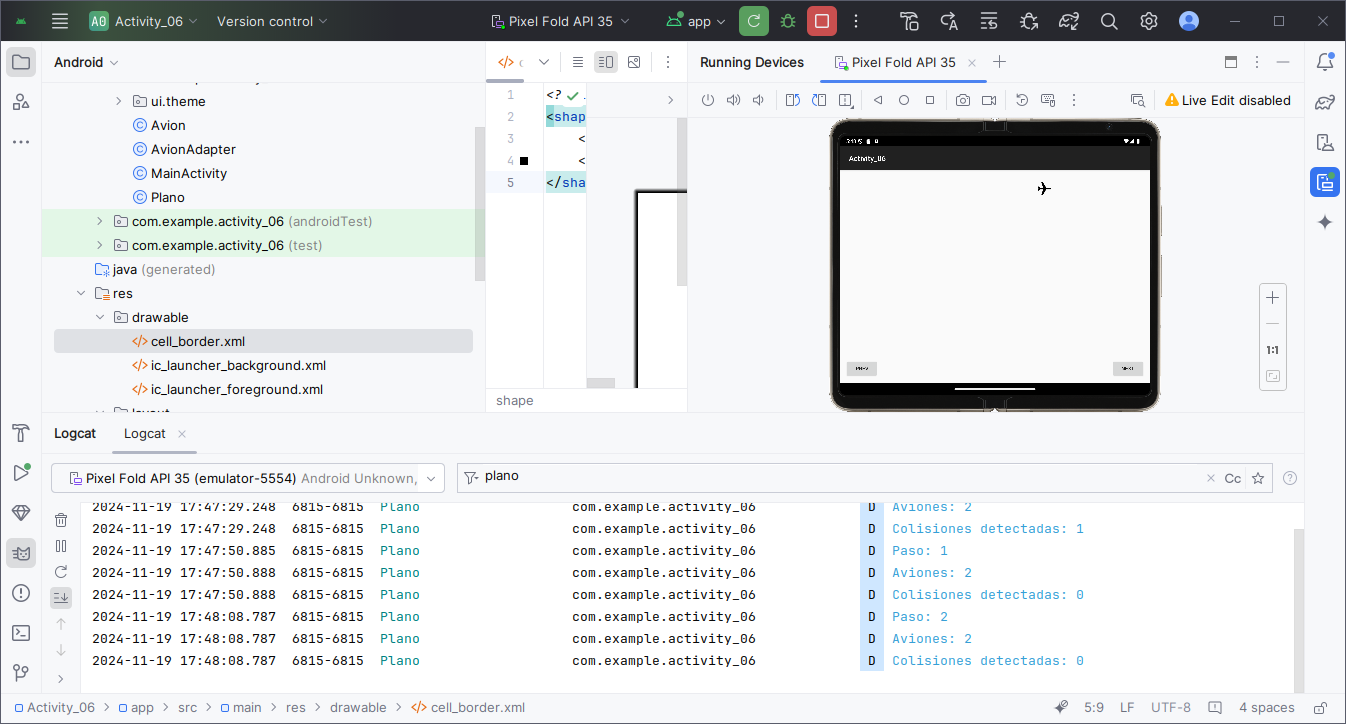 A0 Activity_06 Version control Pixel Fold API 35 app
Android
ui.theme
Avion
AvionAdapter
MainActivity
Plano
com.example.activity_06 (androidTest)
com.example.activity_06 (test)
java (generated)
res
drawable
cell_border.xml
ic_launcher_background.xml
ic_launcher_foreground.xml
1 <?
2 <shap
3 <
4 <
5 </sha
shape
Running Devices Pixel Fold API 35
Live Edit disabled
Activity_06
PREV NEXT
1:1
Logcat Logcat
Pixel Fold API 35 (emulator-5554) Android Unknown, plano Cc
2024-11-19 17:47:29.248 6815-6815 Plano com.example.activity_06 D Aviones: 2
2024-11-19 17:47:29.248 6815-6815 Plano com.example.activity_06 D Colisiones detectadas: 1
2024-11-19 17:47:50.885 6815-6815 Plano com.example.activity_06 D Paso: 1
2024-11-19 17:47:50.888 6815-6815 Plano com.example.activity_06 D Aviones: 2
2024-11-19 17:47:50.888 6815-6815 Plano com.example.activity_06 D Colisiones detectadas: 0
2024-11-19 17:48:08.787 6815-6815 Plano com.example.activity_06 D Paso: 2
2024-11-19 17:48:08.787 6815-6815 Plano com.example.activity_06 D Aviones: 2
2024-11-19 17:48:08.787 6815-6815 Plano com.example.activity_06 D Colisiones detectadas: 0
Activity_06 > app > src > main > res > drawable > cell_border.xml 5:9 LF UTF-8 4 spaces